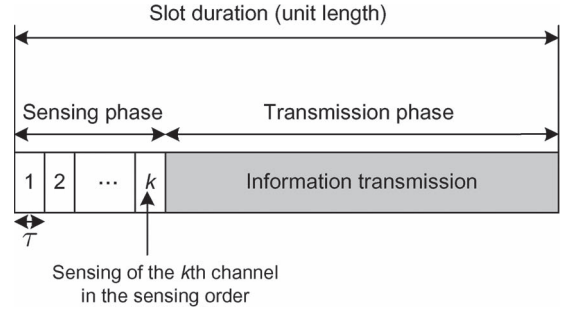 Slot duration (unit length)
Sensing phase
Transmission phase
1
2
...
k
Information transmission
τ
Sensing of the kth channel
in the sensing order